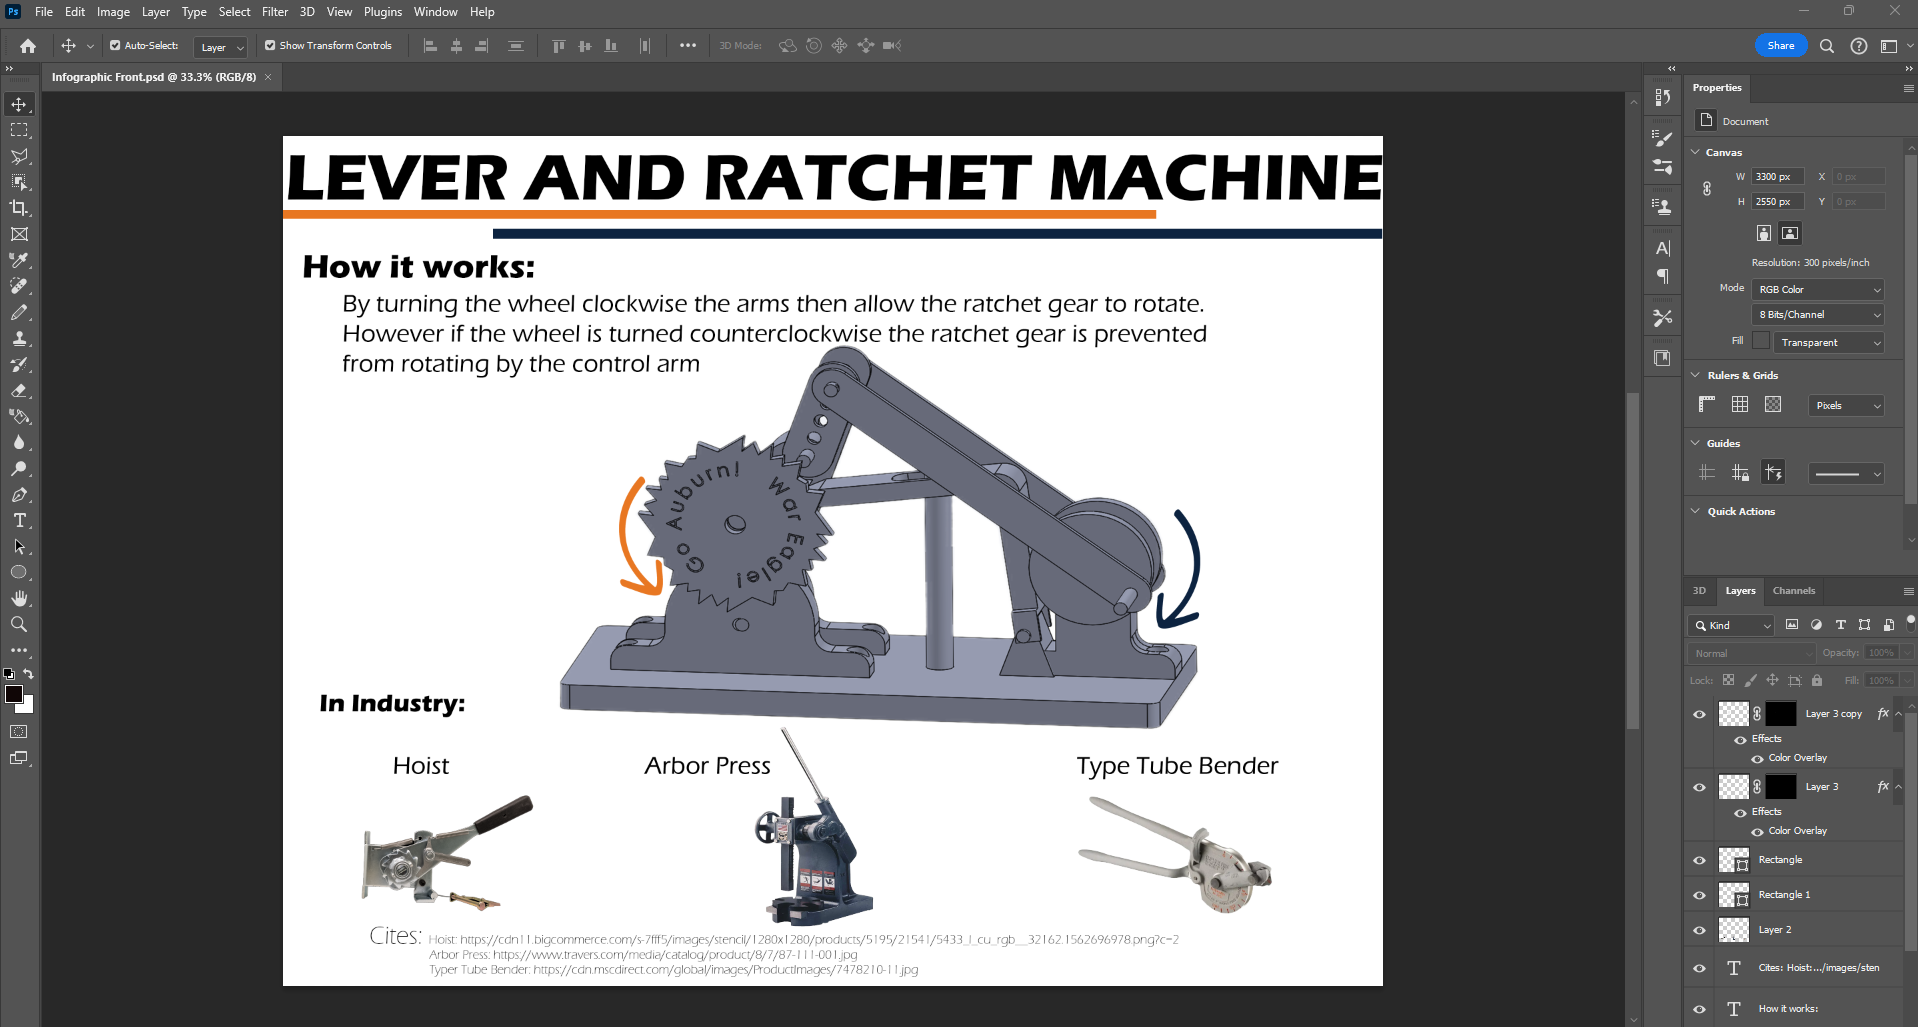 Ps File Edit Image Layer Type Select Filter 3D View Plugins Window Help
Auto-Select: Layer Show Transform Controls 3D Mode: Share
Infographic Front.psd @ 33.3% (RGB/8) ×
LEVER AND RATCHET MACHINE
How it works:
By turning the wheel clockwise the arms then allow the ratchet gear to rotate.
However if the wheel is turned counterclockwise the ratchet gear is prevented
from rotating by the control arm
Go Auburn!
War Eagle!
In Industry:
Hoist
Arbor Press
Type Tube Bender
Cites: Hoist: https://cdn11.bigcommerce.com/s-7fff5/images/stencil/1280x1280/products/5195/21541/5433_l_cu_rgb__32162.1562696978.png?c=2
Arbor Press: https://www.travers.com/media/catalog/product/8/7/87-111-001.jpg
Typer Tube Bender: https://cdn.mscdirect.com/global/images/ProductImages/7478210-11.jpg
Properties
Document
Canvas
W 3300 px X 0 px
H 2550 px Y 0 px
Resolution: 300 pixels/inch
Mode RGB Color
8 Bits/Channel
Fill Transparent
Rulers & Grids
Pixels
Guides
Quick Actions
3D Layers Channels
Kind
Normal Opacity: 100%
Lock: Fill: 100%
Layer 3 copy fx
Effects
Color Overlay
Layer 3 fx
Effects
Color Overlay
Rectangle
Rectangle 1
Layer 2
T Cites: Hoist:.../images/sten
T How it works: